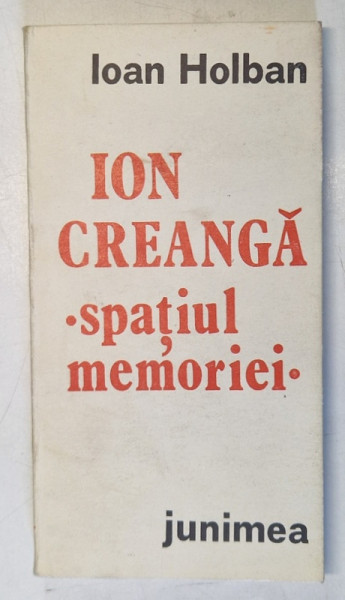 Ioan Holban
ION
CREANGĂ
•spațiul
memoriei•
junimea